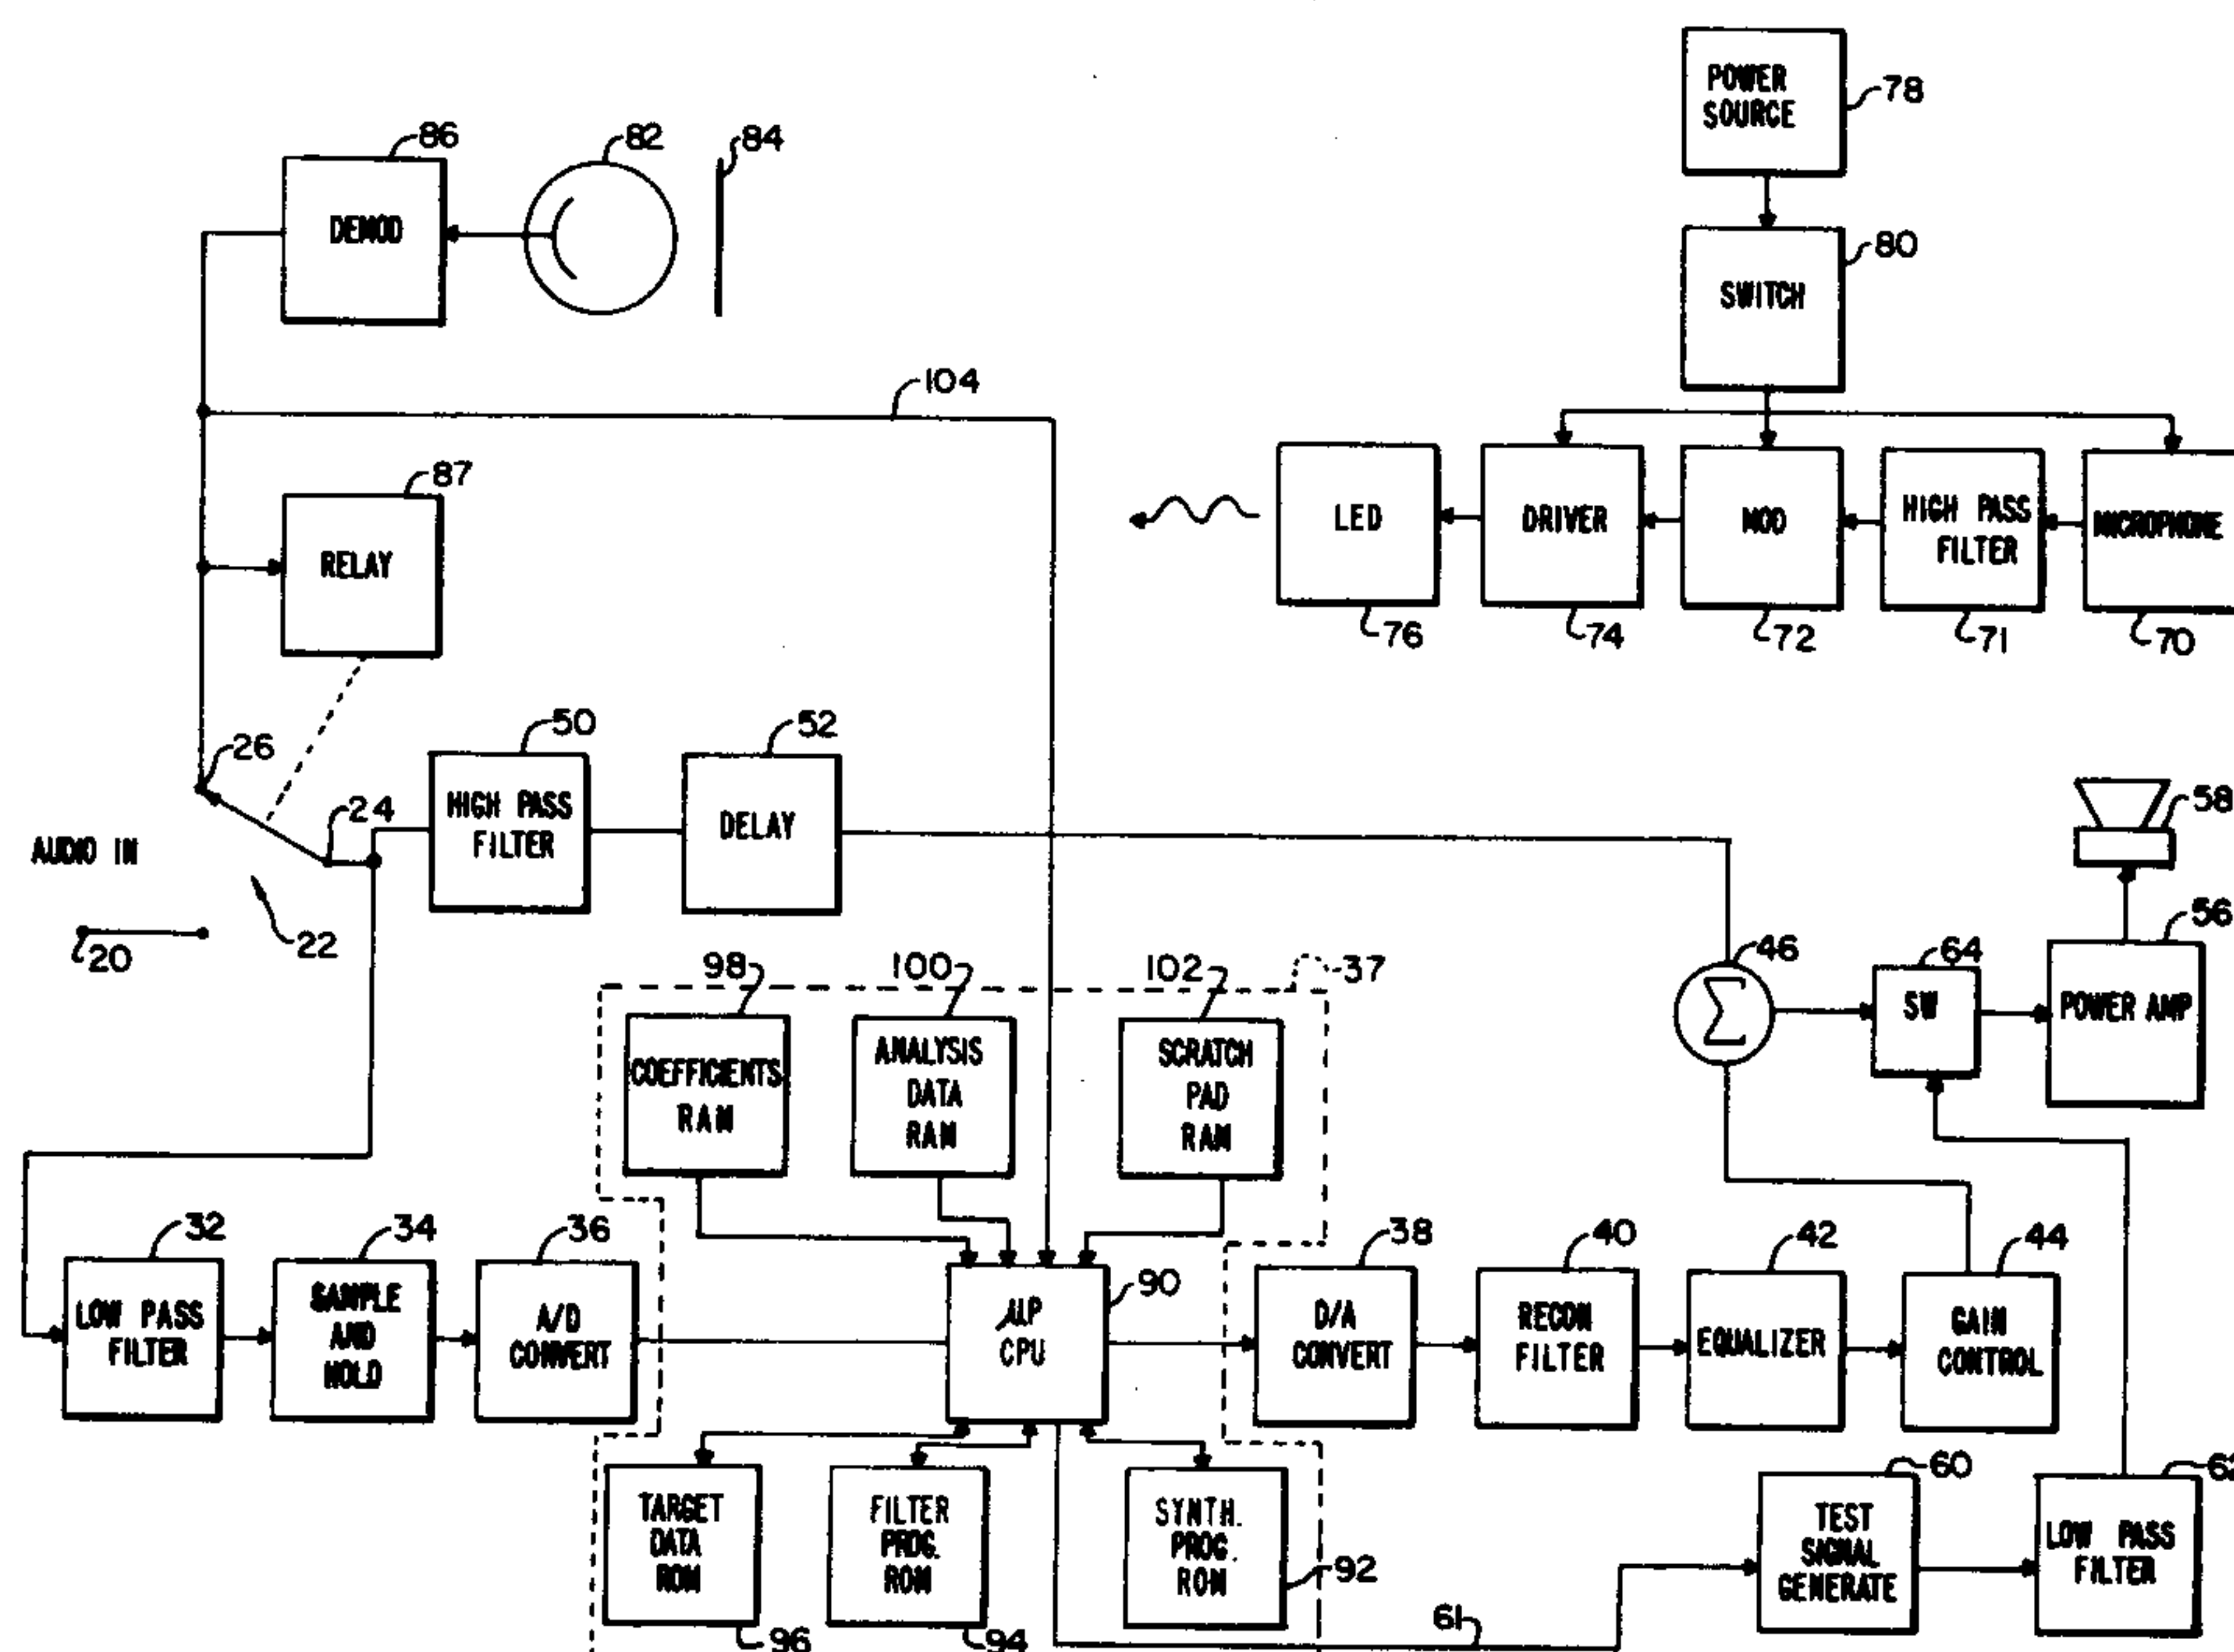 POWER
SOURCE
78
86
82
84
DEMOD
80
SWITCH
104
87
RELAY
LED
DRIVER
MOD
HIGH PASS
FILTER
MICROPHONE
76
74
72
71
70
50
52
26
24
HIGH PASS
FILTER
DELAY
58
AUDIO IN
20
22
56
98
100
102
37
46
64
COEFFICIENTS
RAM
ANALYSIS
DATA
RAM
SCRATCH
PAD
RAM
Σ
SW
POWER AMP
32
34
36
90
38
40
42
44
LOW PASS
FILTER
SAMPLE
AND
HOLD
A/D
CONVERT
μP
CPU
D/A
CONVERT
RECON
FILTER
EQUALIZER
GAIN
CONTROL
60
62
TARGET
DATA
ROM
FILTER
PROG.
ROM
SYNTH.
PROG.
ROM
92
TEST
SIGNAL
GENERATE
LOW PASS
FILTER
96
94
61